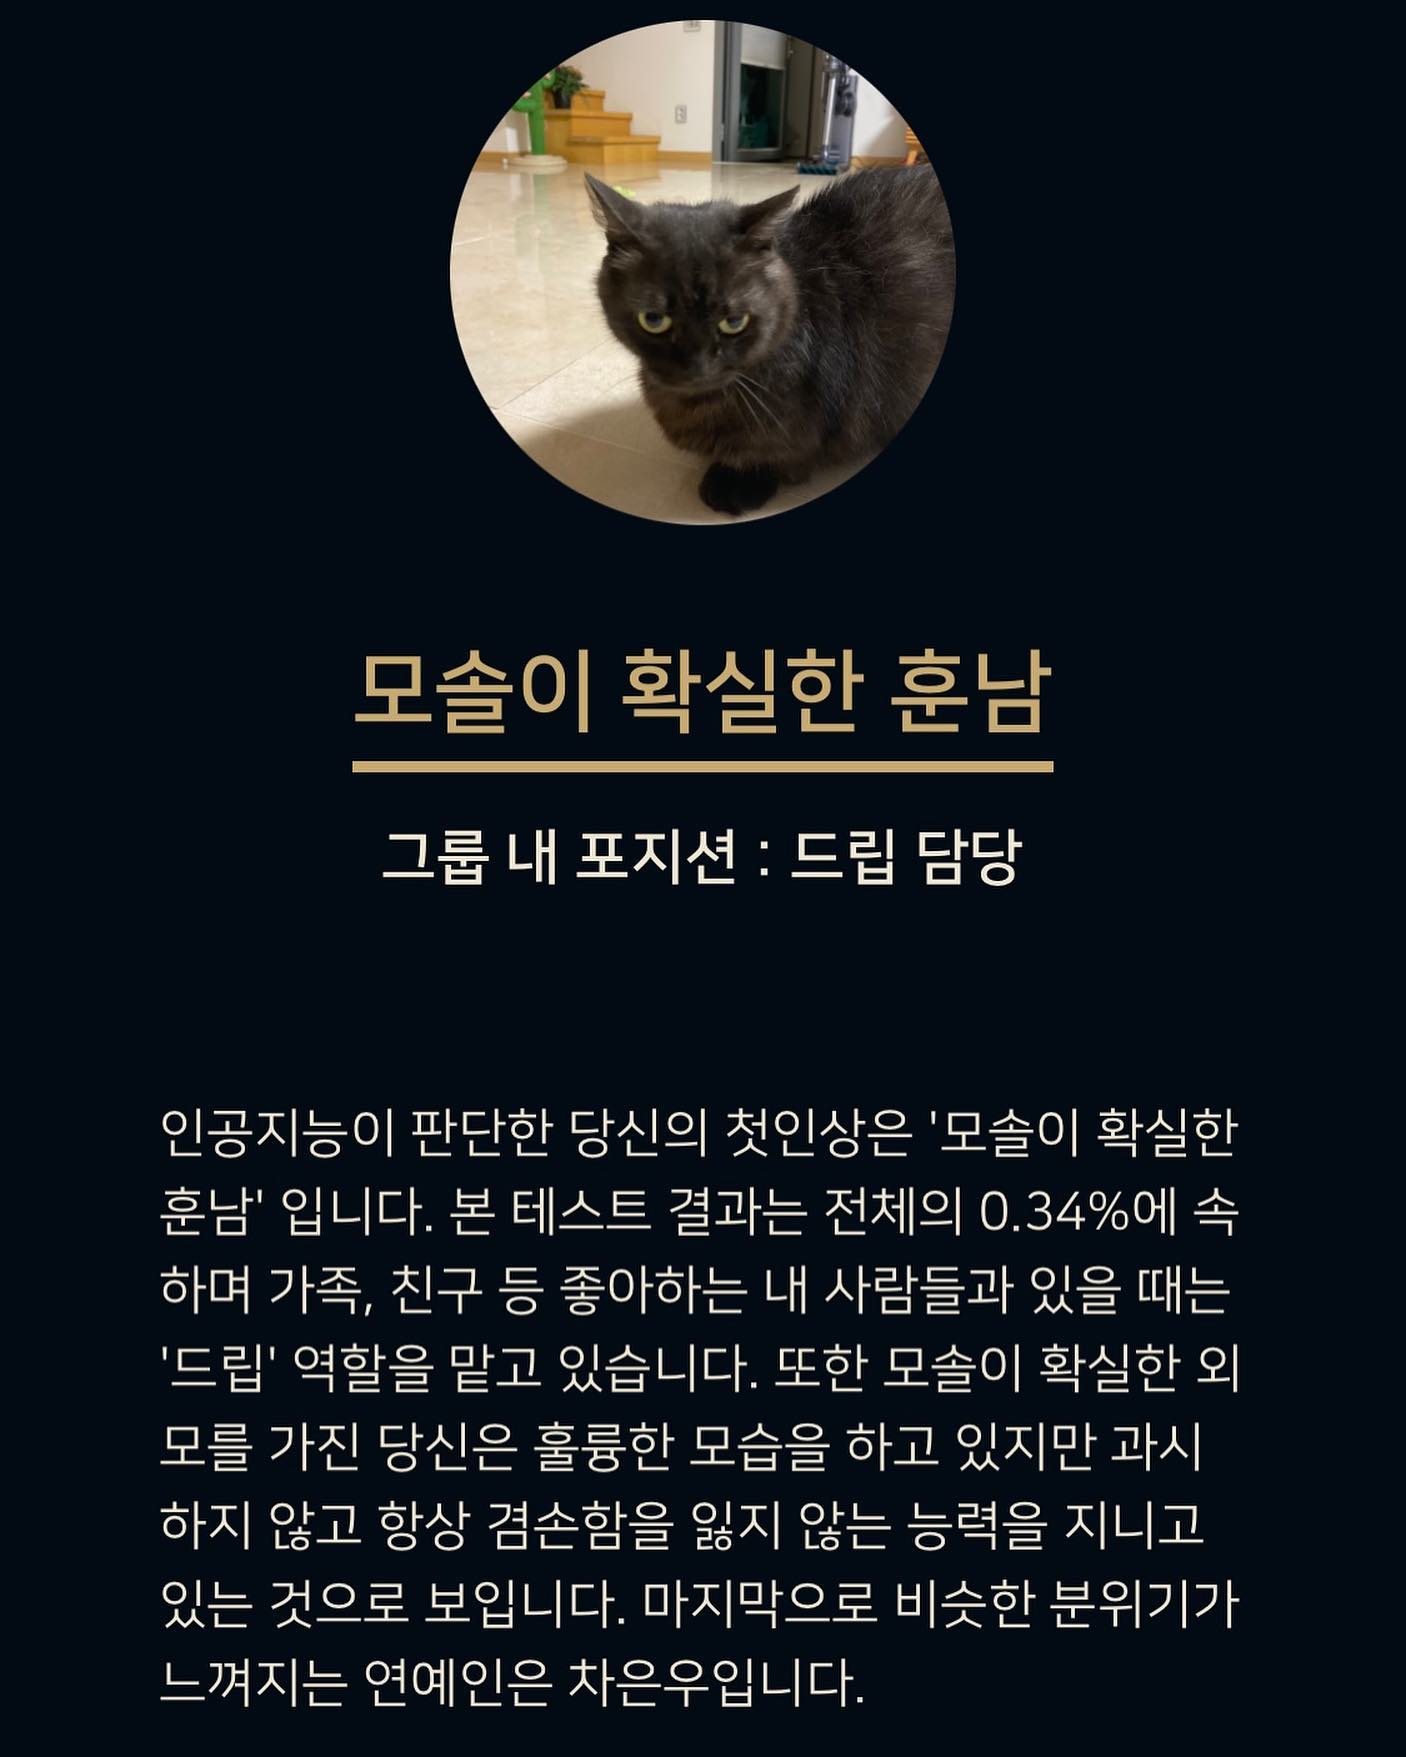 모솔이 확실한 훈남
그룹 내 포지션 : 드립 담당
인공지능이 판단한 당신의 첫인상은 '모솔이 확실한
훈남' 입니다. 본 테스트 결과는 전체의 0.34%에 속
하며 가족, 친구 등 좋아하는 내 사람들과 있을 때는
'드립' 역할을 맡고 있습니다. 또한 모솔이 확실한 외
모를 가진 당신은 훌륭한 모습을 하고 있지만 과시
하지 않고 항상 겸손함을 잃지 않는 능력을 지니고
있는 것으로 보입니다. 마지막으로 비슷한 분위기가
느껴지는 연예인은 차은우입니다.